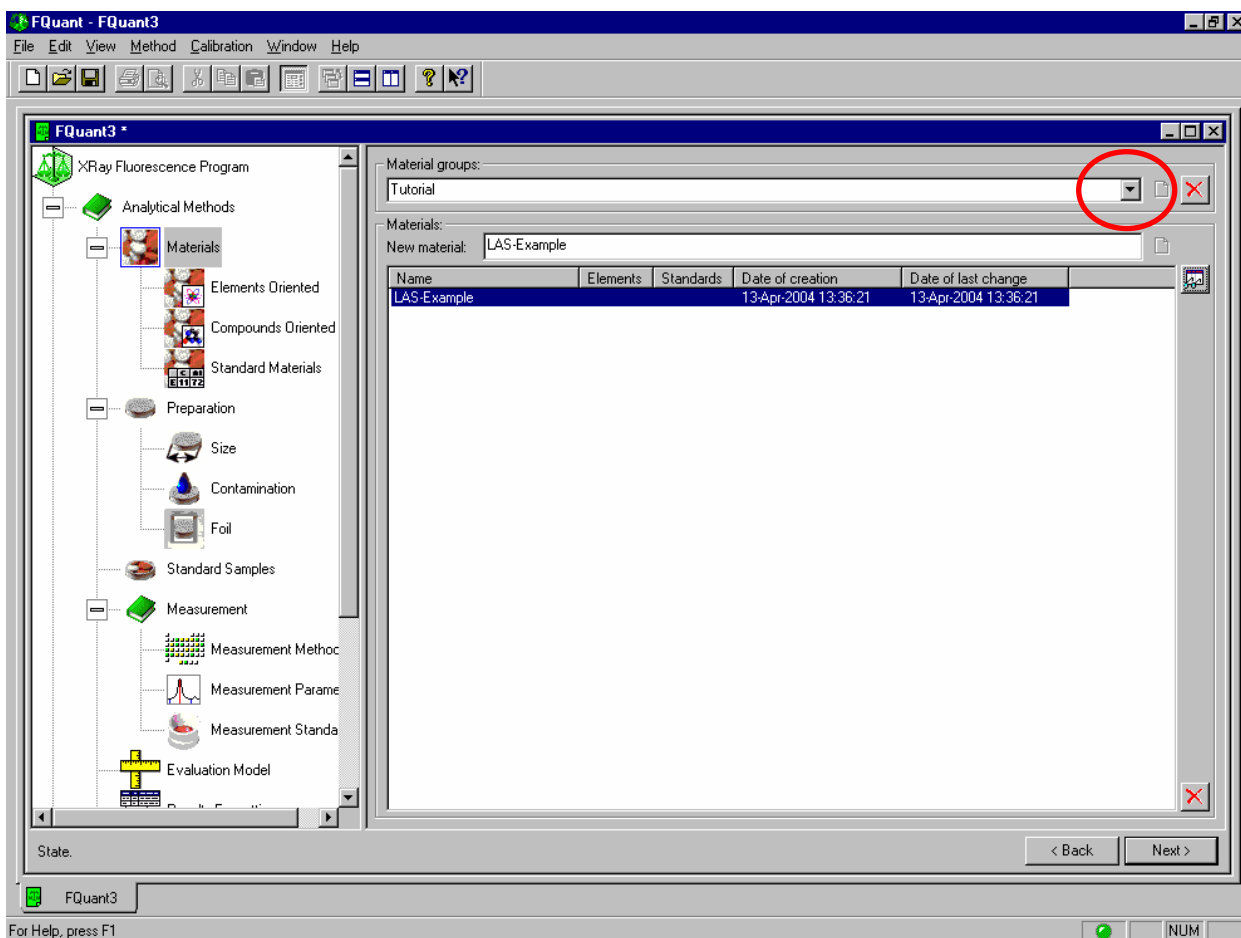 FQuant - FQuant3
File Edit View Method Calibration Window Help
FQuant3 *
XRay Fluorescence Program
Analytical Methods
Materials
Elements Oriented
Compounds Oriented
Standard Materials
Preparation
Size
Contamination
Foil
Standard Samples
Measurement
Measurement Methoc
Measurement Parame
Measurement Standa
Evaluation Model
Material groups:
Tutorial
Materials:
New material: LAS-Example
Name Elements Standards Date of creation Date of last change
LAS-Example 13-Apr-2004 13:36:21 13-Apr-2004 13:36:21
State.
< Back Next >
FQuant3
For Help, press F1 NUM